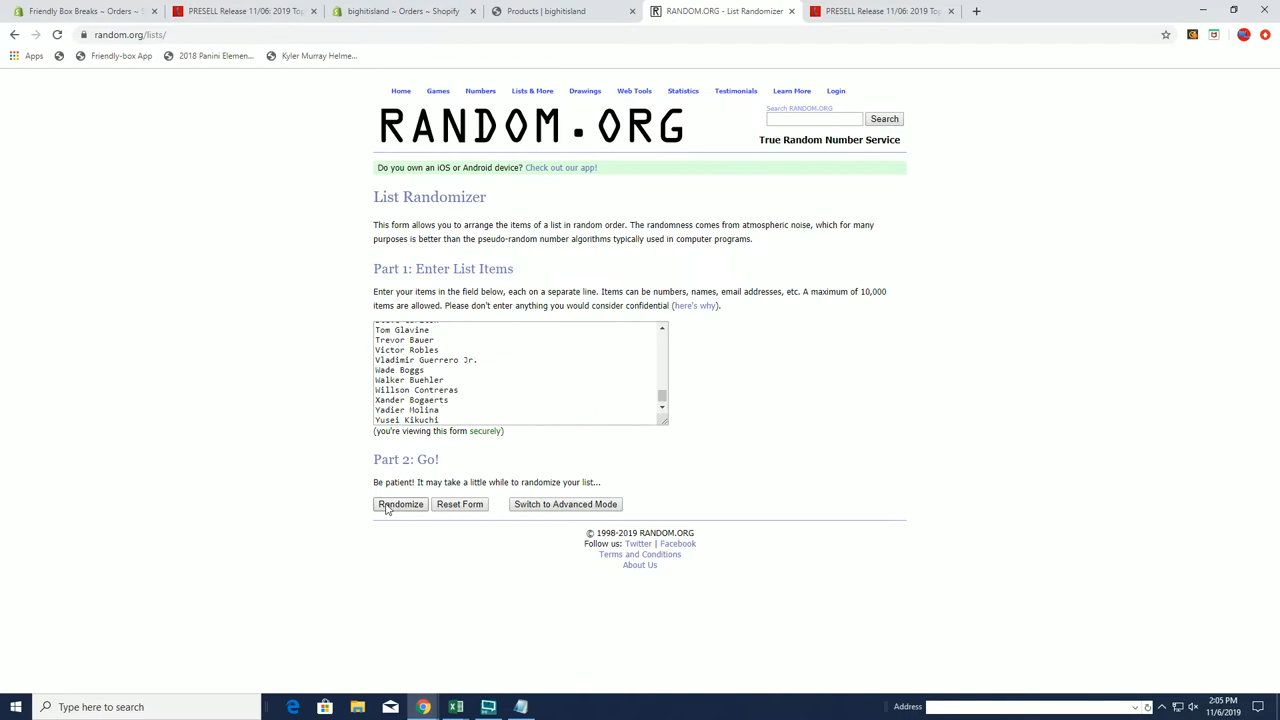 Friendly Box Breaks ~ Orders ~ S
PRESELL Release 11/06: 2019 Top
bighitisland ~ Orders ~ Shopify
Products | bighitisland
RANDOM.ORG - List Randomizer
PRESELL Release 11/06: 2019 Top
random.org/lists/
Apps
Friendly-box App
2018 Panini Elemen...
Kyler Murray Helme...
Home Games Numbers Lists & More Drawings Web Tools Statistics Testimonials Learn More Login
Search RANDOM.ORG
RANDOM.ORG
Search
True Random Number Service
Do you own an iOS or Android device? Check out our app!
List Randomizer
This form allows you to arrange the items of a list in random order. The randomness comes from atmospheric noise, which for many
purposes is better than the pseudo-random number algorithms typically used in computer programs.
Part 1: Enter List Items
Enter your items in the field below, each on a separate line. Items can be numbers, names, email addresses, etc. A maximum of 10,000
items are allowed. Please don't enter anything you would consider confidential (here's why).
Tom Glavine
Trevor Bauer
Victor Robles
Vladimir Guerrero Jr.
Wade Boggs
Walker Buehler
Willson Contreras
Xander Bogaerts
Yadier Molina
Yusei Kikuchi
(you're viewing this form securely)
Part 2: Go!
Be patient! It may take a little while to randomize your list...
Randomize Reset Form Switch to Advanced Mode
© 1998-2019 RANDOM.ORG
Follow us: Twitter | Facebook
Terms and Conditions
About Us
Type here to search
Address
2:05 PM
11/6/2019